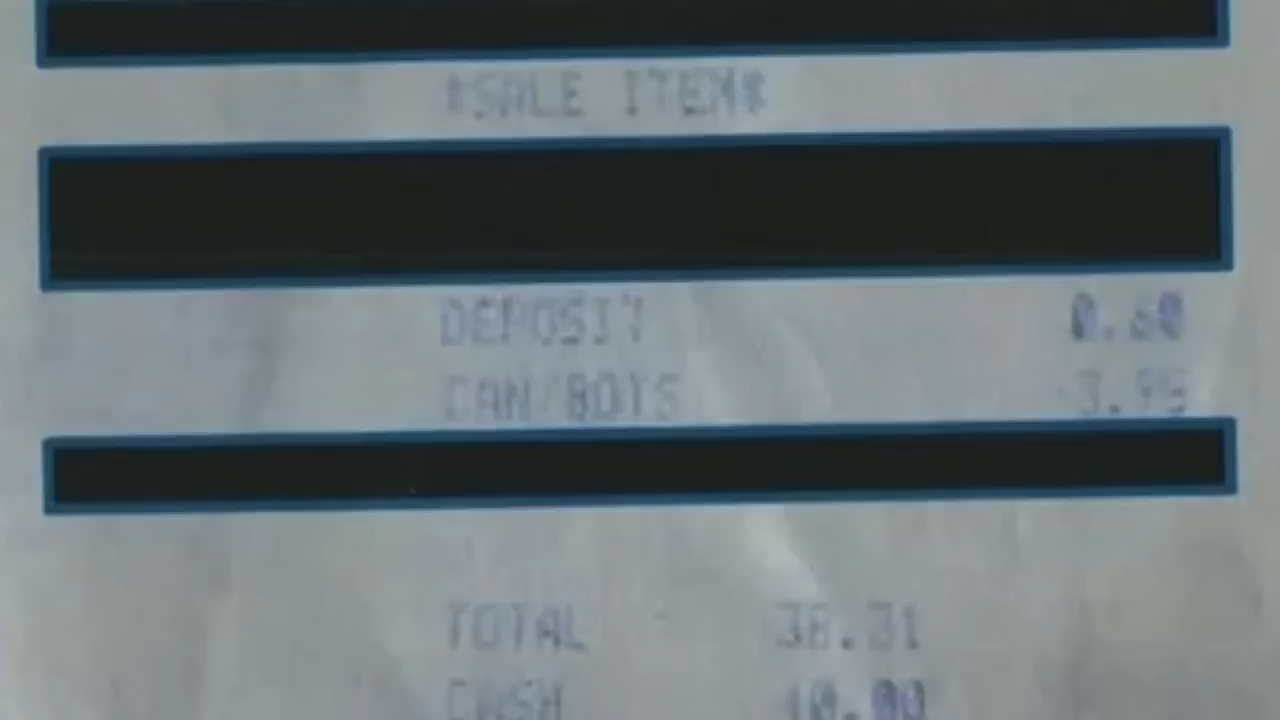 *SALE ITEM*
DEPOSIT 0.60
CAN/BOTS
TOTAL 38.31
CASH